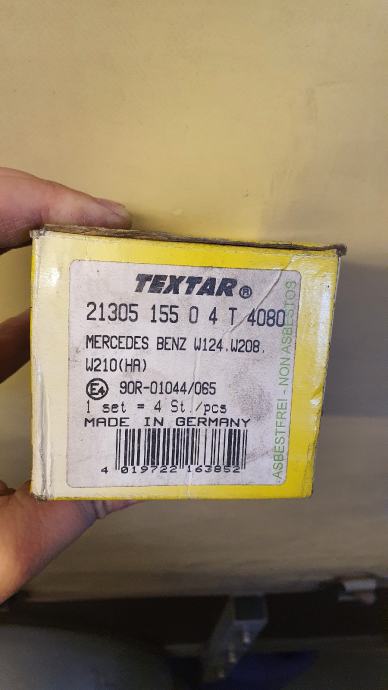 TEXTAR®
21305 155 0 4 T 4080
MERCEDES BENZ W124.W208.
W210(HA)
E4 90R-01044/065
1 set = 4 St./pcs
MADE IN GERMANY
4 019722 163852
ASBESTFREI - NON ASBESTOS